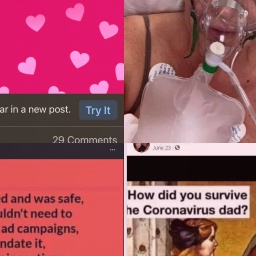 ar in a new post.
Try It
29 Comments
...
June 23 ·
ed and was safe,
uldn't need to
ad campaigns,
ndate it,
How did you survive
he Coronavirus dad?